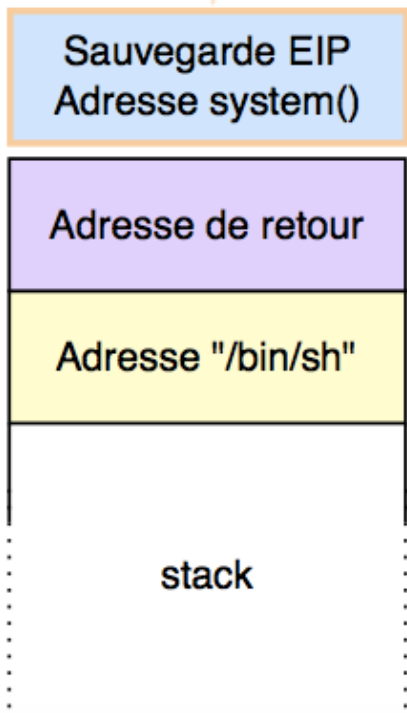 Sauvegarde EIP
Adresse system()
Adresse de retour
Adresse "/bin/sh"
stack